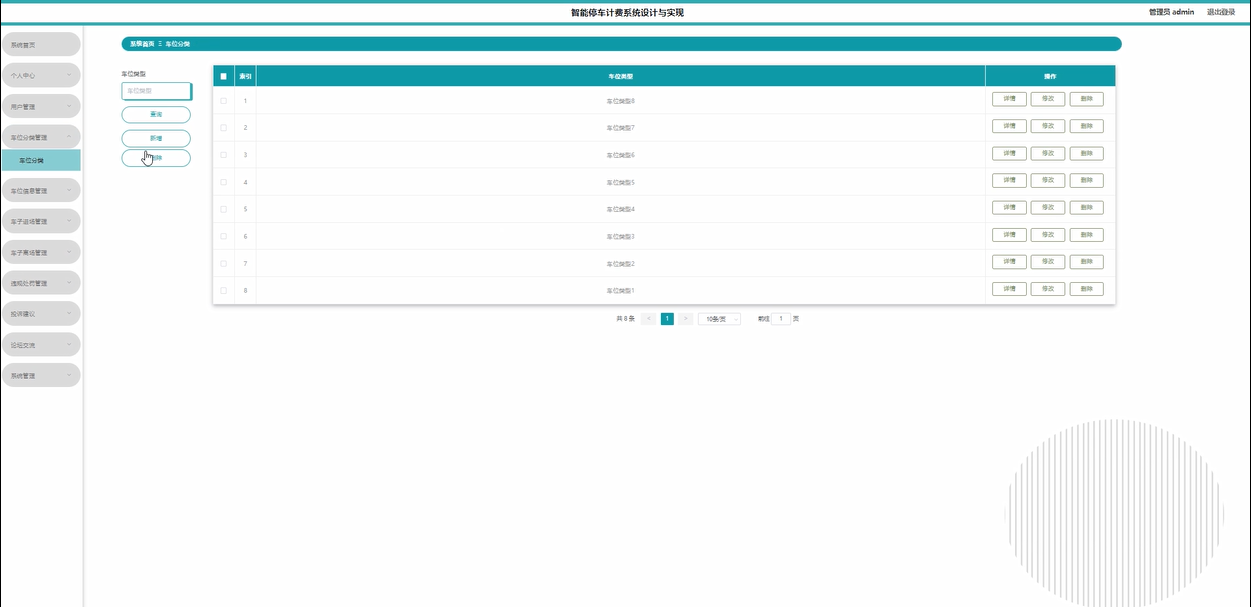 智能停车计费系统设计与实现
管理员 admin 退出登录
系统首页
个人中心
用户管理
车位分类管理
车位分类
车位信息管理
车子进场管理
车子离场管理
违规处罚管理
投诉建议
论坛交流
系统管理
系统首页 Ξ 车位分类
车位类型
车位类型
查询
新增
删除
索引 车位类型 操作
1 车位类型8 详情 修改 删除
2 车位类型7 详情 修改 删除
3 车位类型6 详情 修改 删除
4 车位类型5 详情 修改 删除
5 车位类型4 详情 修改 删除
6 车位类型3 详情 修改 删除
7 车位类型2 详情 修改 删除
8 车位类型1 详情 修改 删除
共 8 条 < 1 > 10条/页 前往 1 页